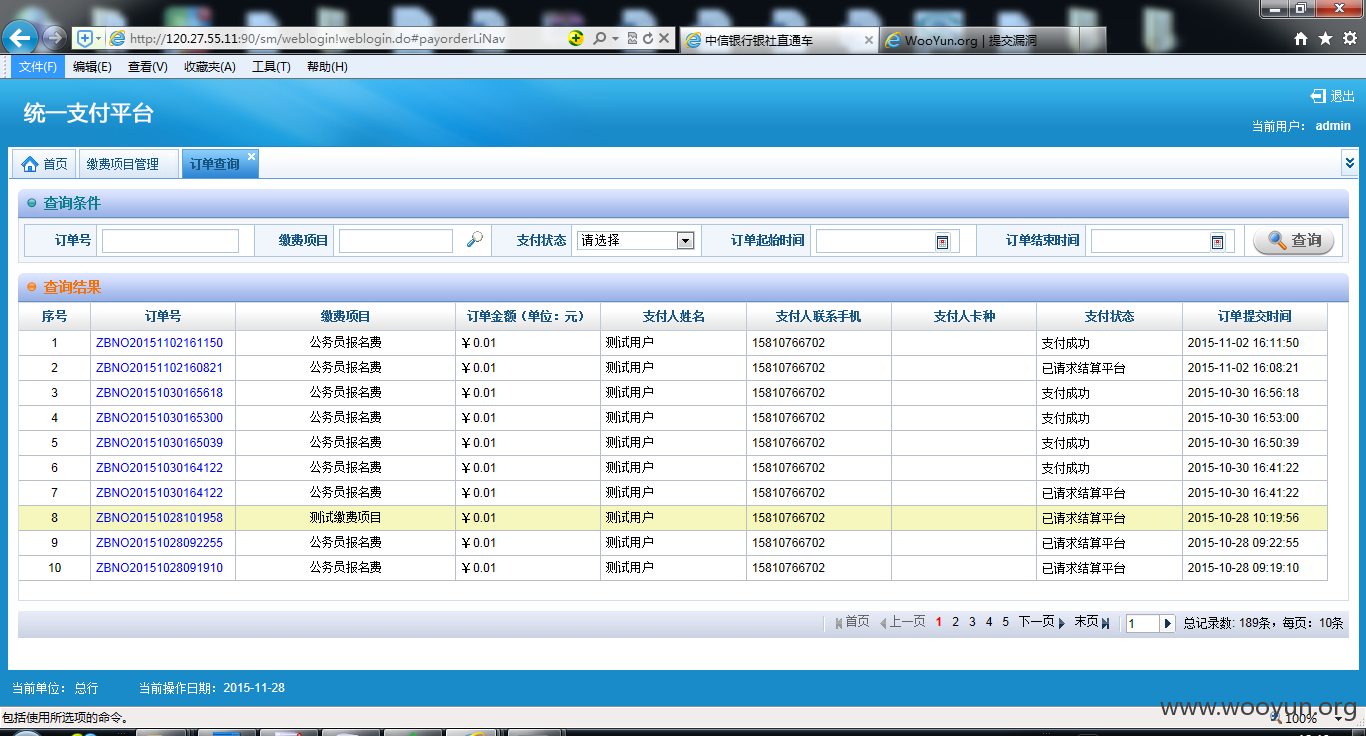 http://120.27.55.11:90/sm/weblogin!weblogin.do#payorderLiNav
中信银行银社直通车
WooYun.org | 提交漏洞
文件(F) 编辑(E) 查看(V) 收藏夹(A) 工具(T) 帮助(H)
统一支付平台
退出
当前用户： admin
首页 缴费项目管理 订单查询
查询条件
订单号 缴费项目 支付状态 请选择 订单起始时间 订单结束时间 查询
查询结果
序号 订单号 缴费项目 订单金额（单位：元） 支付人姓名 支付人联系手机 支付人卡种 支付状态 订单提交时间
1 ZBNO20151102161150 公务员报名费 ￥0.01 测试用户 15810766702 支付成功 2015-11-02 16:11:50
2 ZBNO20151102160821 公务员报名费 ￥0.01 测试用户 15810766702 已请求结算平台 2015-11-02 16:08:21
3 ZBNO20151030165618 公务员报名费 ￥0.01 测试用户 15810766702 支付成功 2015-10-30 16:56:18
4 ZBNO20151030165300 公务员报名费 ￥0.01 测试用户 15810766702 支付成功 2015-10-30 16:53:00
5 ZBNO20151030165039 公务员报名费 ￥0.01 测试用户 15810766702 支付成功 2015-10-30 16:50:39
6 ZBNO20151030164122 公务员报名费 ￥0.01 测试用户 15810766702 支付成功 2015-10-30 16:41:22
7 ZBNO20151030164122 公务员报名费 ￥0.01 测试用户 15810766702 已请求结算平台 2015-10-30 16:41:22
8 ZBNO20151028101958 测试缴费项目 ￥0.01 测试用户 15810766702 已请求结算平台 2015-10-28 10:19:56
9 ZBNO20151028092255 公务员报名费 ￥0.01 测试用户 15810766702 已请求结算平台 2015-10-28 09:22:55
10 ZBNO20151028091910 公务员报名费 ￥0.01 测试用户 15810766702 已请求结算平台 2015-10-28 09:19:10
首页 上一页 1 2 3 4 5 下一页 末页 1 总记录数: 189条，每页：10条
当前单位： 总行 当前操作日期： 2015-11-28
包括使用所选项的命令。
www.wooyun.org
100%